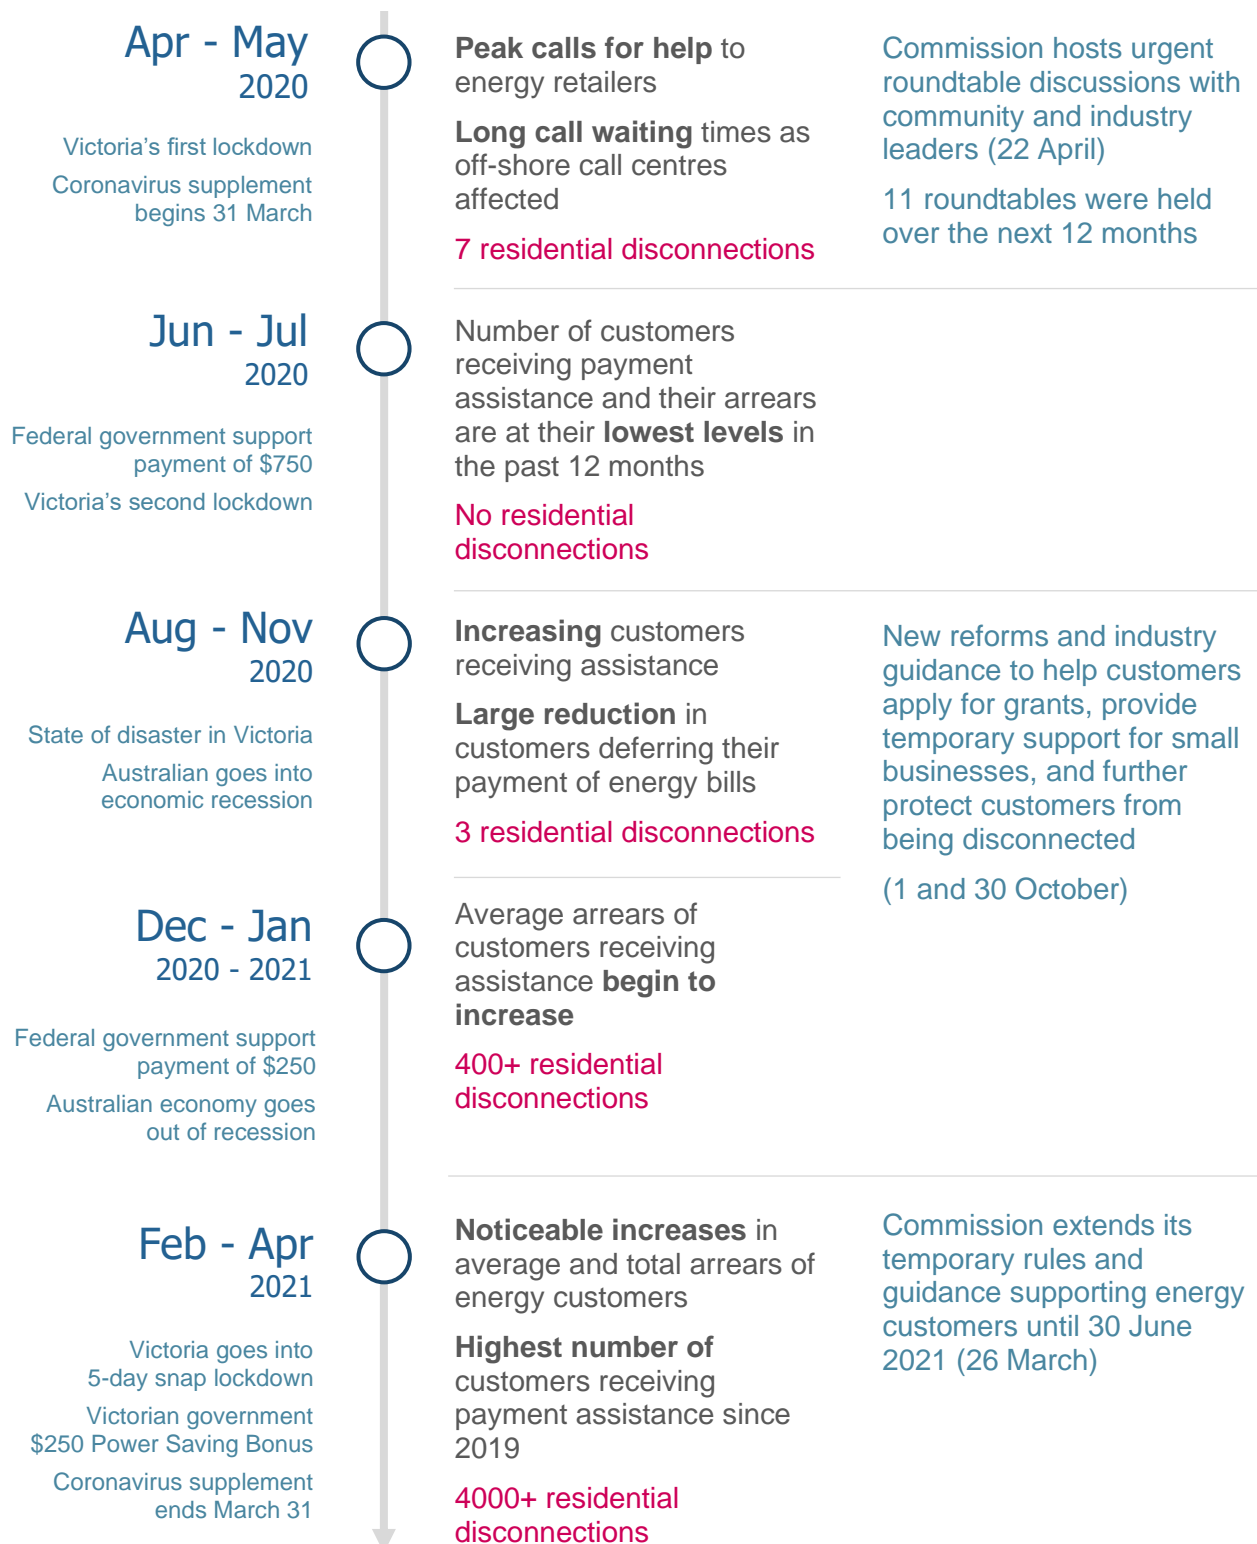 Apr - May
2020
Victoria's first lockdown
Coronavirus supplement
begins 31 March
Peak calls for help to
energy retailers
Long call waiting times as
off-shore call centres
affected
7 residential disconnections
Commission hosts urgent
roundtable discussions with
community and industry
leaders (22 April)
11 roundtables were held
over the next 12 months
Jun - Jul
2020
Federal government support
payment of $750
Victoria's second lockdown
Number of customers
receiving payment
assistance and their arrears
are at their lowest levels in
the past 12 months
No residential
disconnections
Aug - Nov
2020
State of disaster in Victoria
Australian goes into
economic recession
Increasing customers
receiving assistance
Large reduction in
customers deferring their
payment of energy bills
3 residential disconnections
New reforms and industry
guidance to help customers
apply for grants, provide
temporary support for small
businesses, and further
protect customers from
being disconnected
(1 and 30 October)
Dec - Jan
2020 - 2021
Federal government support
payment of $250
Australian economy goes
out of recession
Average arrears of
customers receiving
assistance begin to
increase
400+ residential
disconnections
Feb - Apr
2021
Victoria goes into
5-day snap lockdown
Victorian government
$250 Power Saving Bonus
Coronavirus supplement
ends March 31
Noticeable increases in
average and total arrears of
energy customers
Highest number of
customers receiving
payment assistance since
2019
4000+ residential
disconnections
Commission extends its
temporary rules and
guidance supporting energy
customers until 30 June
2021 (26 March)